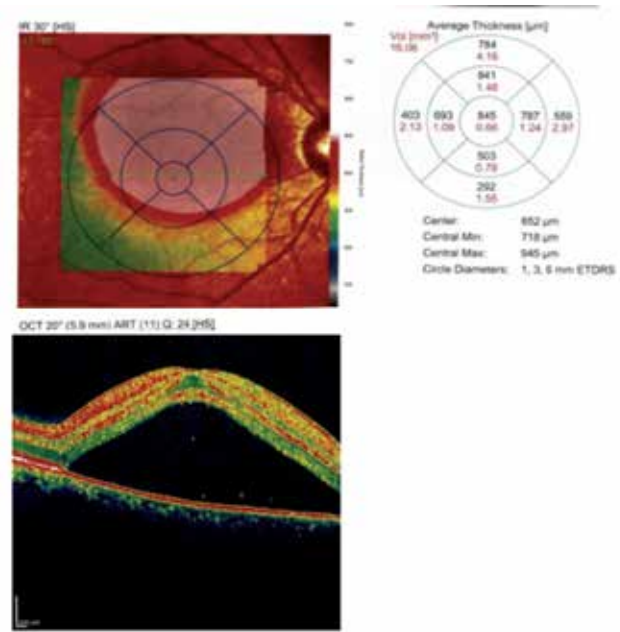 IR 30° [HS]
Average Thickness [µm]
Vol [mm³]
16.06
784
4.16
941
1.48
403
2.13
693
1.09
845
0.66
787
1.24
559
2.97
503
0.79
292
1.55
Center: 852 µm
Central Min: 718 µm
Central Max: 945 µm
Circle Diameters: 1, 3, 6 mm ETDRS
OCT 20° (5.9 mm) ART (11) Q: 24 [HS]